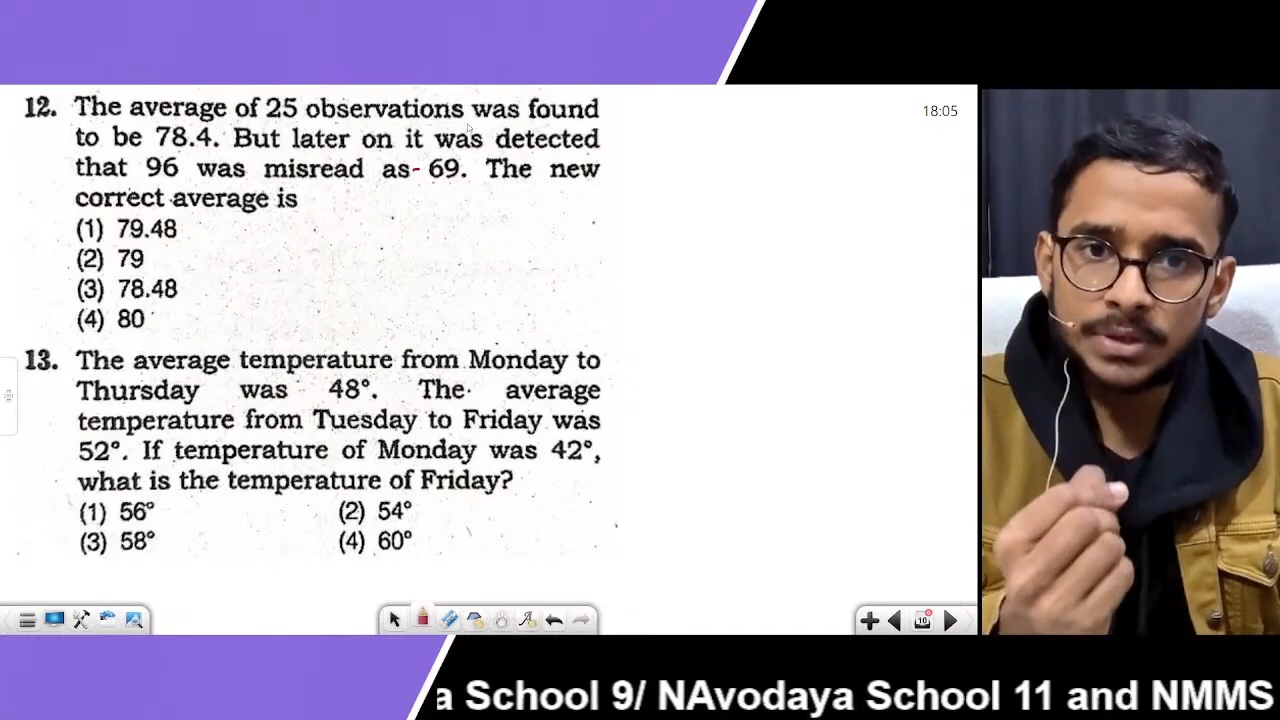 12. The average of 25 observations was found
to be 78.4. But later on it was detected
that 96 was misread as 69. The new
correct average is
(1) 79.48
(2) 79
(3) 78.48
(4) 80
13. The average temperature from Monday to
Thursday was 48°. The average
temperature from Tuesday to Friday was
52°. If temperature of Monday was 42°,
what is the temperature of Friday?
(1) 56° (2) 54°
(3) 58° (4) 60°
18:05
10
a School 9/ NAvodaya School 11 and NMMS